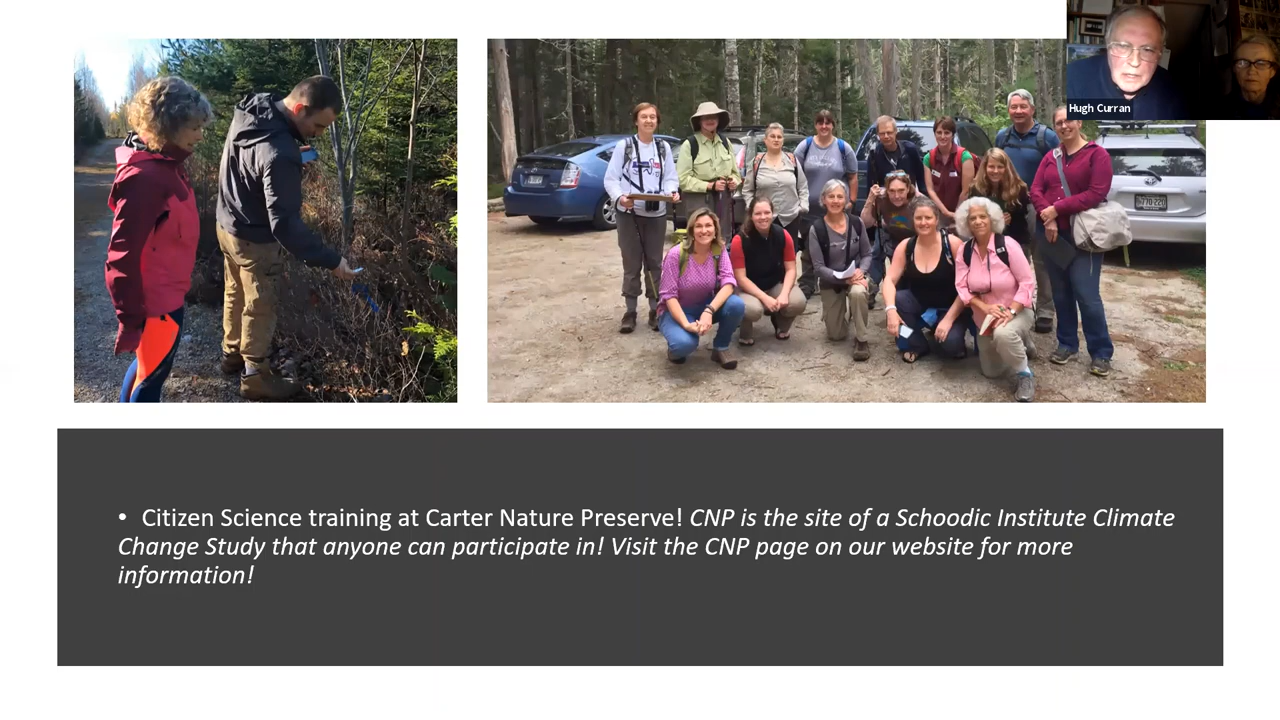 Hugh Curran
• Citizen Science training at Carter Nature Preserve! CNP is the site of a Schoodic Institute Climate
Change Study that anyone can participate in! Visit the CNP page on our website for more
information!